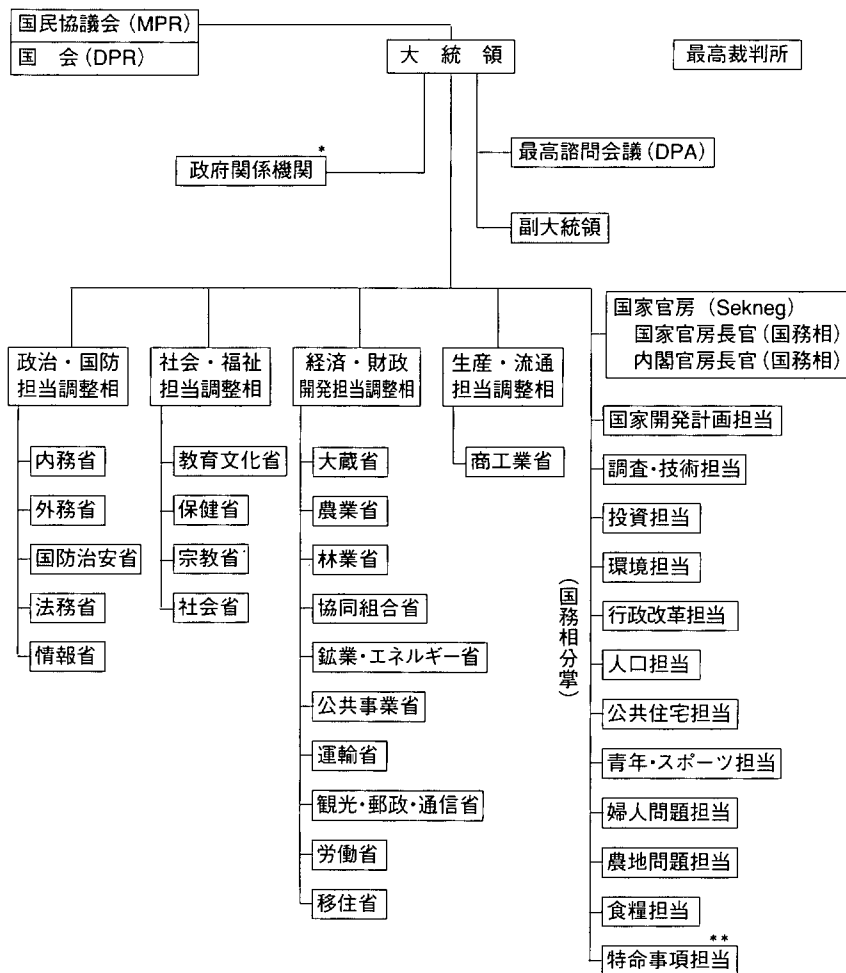 国民協議会(MPR)
国　会(DPR)
大　統　領
最高裁判所
政府関係機関*
最高諮問会議(DPA)
副大統領
政治・国防
担当調整相
内務省
外務省
国防治安省
法務省
情報省
社会・福祉
担当調整相
教育文化省
保健省
宗教省
社会省
経済・財政
開発担当調整相
大蔵省
農業省
林業省
協同組合省
鉱業・エネルギー省
公共事業省
運輸省
観光・郵政・通信省
労働省
移住省
生産・流通
担当調整相
商工業省
国家官房 (Sekneg)
国家官房長官(国務相)
内閣官房長官(国務相)
(国務相分掌)
国家開発計画担当
調査・技術担当
投資担当
環境担当
行政改革担当
人口担当
公共住宅担当
青年・スポーツ担当
婦人問題担当
農地問題担当
食糧担当
特命事項担当**